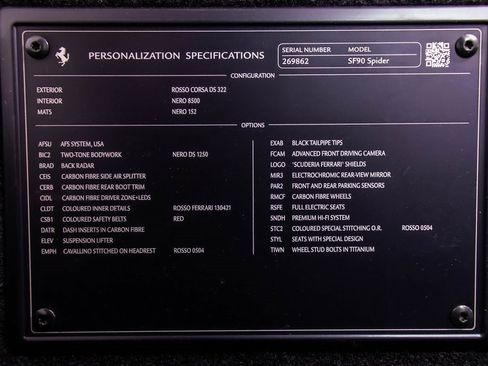 PERSONALIZATION SPECIFICATIONS
SERIAL NUMBER MODEL
269862 SF90 Spider
CONFIGURATION
EXTERIOR ROSSO CORSA DS 322
INTERIOR NERO 8500
MATS NERO 152
OPTIONS
AFSU AFS SYSTEM, USA
BIC2 TWO-TONE BODYWORK NERO DS 1250
BRAD BACK RADAR
CEIS CARBON FIBRE SIDE AIR SPLITTER
CERB CARBON FIBRE REAR BOOT TRIM
CIDL CARBON FIBRE DRIVER ZONE+LEDS
CLDT COLOURED INNER DETAILS ROSSO FERRARI 130421
CSB1 COLOURED SAFETY BELTS RED
DATR DASH INSERTS IN CARBON FIBRE
ELEV SUSPENSION LIFTER
EMPH CAVALLINO STITCHED ON HEADREST ROSSO 0504
EXAB BLACK TAILPIPE TIPS
FCAM ADVANCED FRONT DRIVING CAMERA
LOGO "SCUDERIA FERRARI" SHIELDS
MIR3 ELECTROCHROMIC REAR-VIEW MIRROR
PAR2 FRONT AND REAR PARKING SENSORS
RMCF CARBON FIBRE WHEELS
RSFE FULL ELECTRIC SEATS
SNDH PREMIUM HI-FI SYSTEM
STC2 COLOURED SPECIAL STITCHING O.R. ROSSO 0504
STYL SEATS WITH SPECIAL DESIGN
TIWN WHEEL STUD BOLTS IN TITANIUM